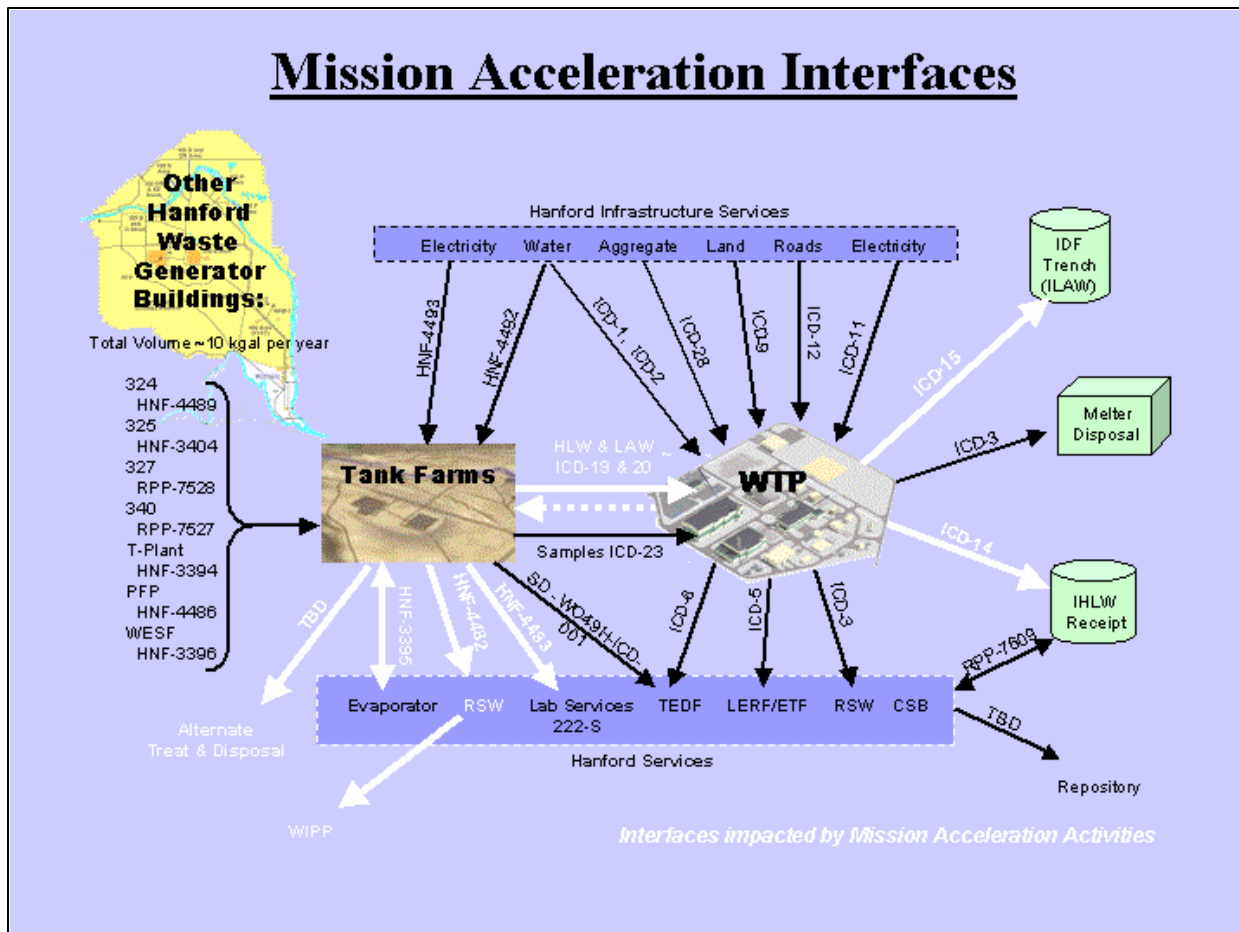 Mission Acceleration Interfaces
Other
Hanford
Waste
Generator
Buildings:
Total Volume ~10 kgal per year
324
HNF-4489
325
HNF-3404
327
RPP-7528
340
RPP-7527
T-Plant
HNF-3394
PFP
HNF-4486
WESF
HNF-3396
Hanford Infrastructure Services
Electricity Water Aggregate Land Roads Electricity
HNF-4493
HNF-4492
ICD-1, ICD-2
ICD-28
ICD-9
ICD-12
ICD-11
IDF
Trench
(ILAW)
ICD-15
Melter
Disposal
ICD-3
Tank Farms
HLW & LAW
ICD-19 & 20
WTP
Samples ICD-23
ICD-14
IHLW
Receipt
TBD
HNF-3395
HNF-4482
HNF-4483
SD - WO49H-ICD-
001
ICD-6
ICD-5
ICD-3
RPP-7609
TBD
Evaporator RSW Lab Services TEDF LERF/ETF RSW CSB
222-S
Hanford Services
Alternate
Treat & Disposal
WIPP
Repository
Interfaces impacted by Mission Acceleration Activities